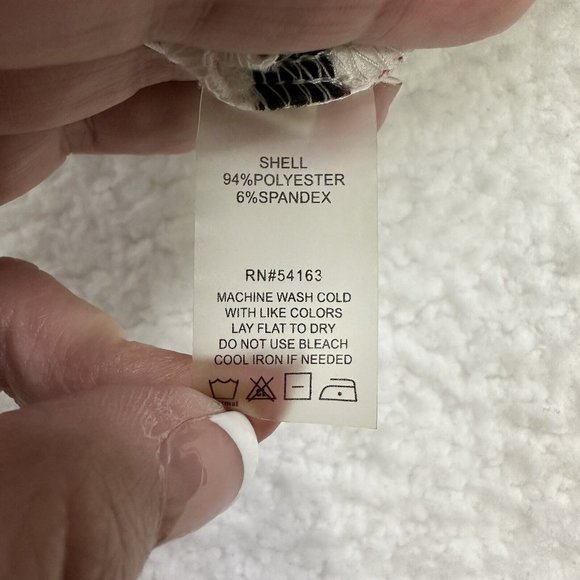 SHELL
94%POLYESTER
6%SPANDEX
RN#54163
MACHINE WASH COLD
WITH LIKE COLORS
LAY FLAT TO DRY
DO NOT USE BLEACH
COOL IRON IF NEEDED